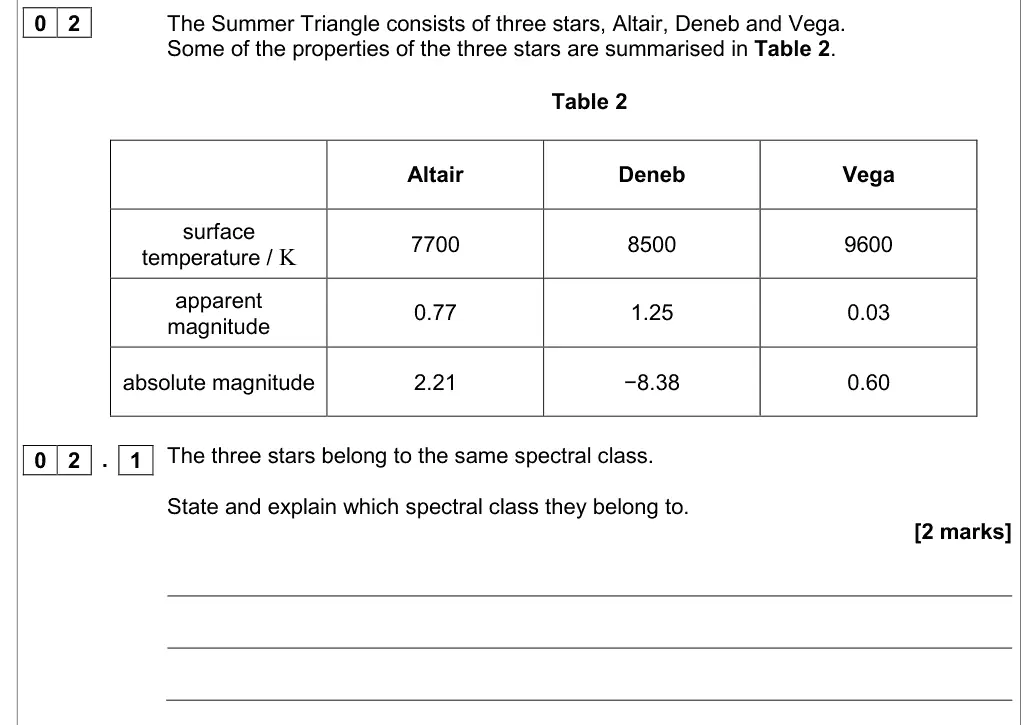 0 2 The Summer Triangle consists of three stars, Altair, Deneb and Vega.
Some of the properties of the three stars are summarised in Table 2.
Table 2
Altair Deneb Vega
surface
temperature / K 7700 8500 9600
apparent
magnitude 0.77 1.25 0.03
absolute magnitude 2.21 −8.38 0.60
0 2 . 1 The three stars belong to the same spectral class.
State and explain which spectral class they belong to.
[2 marks]